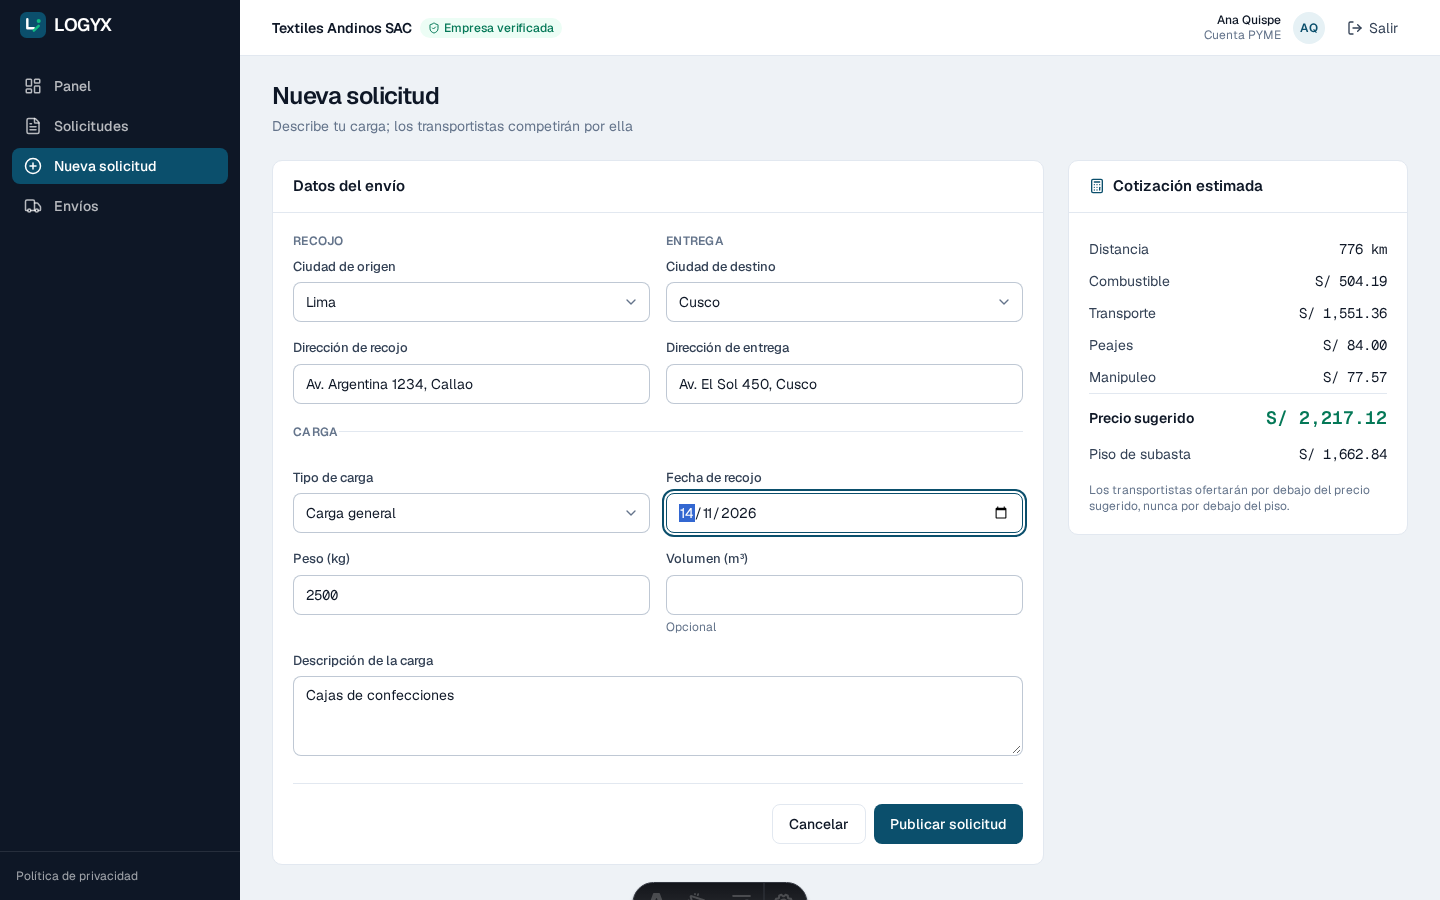 LOGYX
Panel
Solicitudes
Nueva solicitud
Envíos
Política de privacidad
Textiles Andinos SAC
Empresa verificada
Ana Quispe
Cuenta PYME
AQ
Salir
Nueva solicitud
Describe tu carga; los transportistas competirán por ella
Datos del envío
RECOJO
Ciudad de origen
Lima
Dirección de recojo
Av. Argentina 1234, Callao
ENTREGA
Ciudad de destino
Cusco
Dirección de entrega
Av. El Sol 450, Cusco
CARGA
Tipo de carga
Carga general
Fecha de recojo
14/11/2026
Peso (kg)
2500
Volumen (m³)
Opcional
Descripción de la carga
Cajas de confecciones
Cancelar
Publicar solicitud
Cotización estimada
Distancia 776 km
Combustible S/ 504.19
Transporte S/ 1,551.36
Peajes S/ 84.00
Manipuleo S/ 77.57
Precio sugerido S/ 2,217.12
Piso de subasta S/ 1,662.84
Los transportistas ofertarán por debajo del precio
sugerido, nunca por debajo del piso.